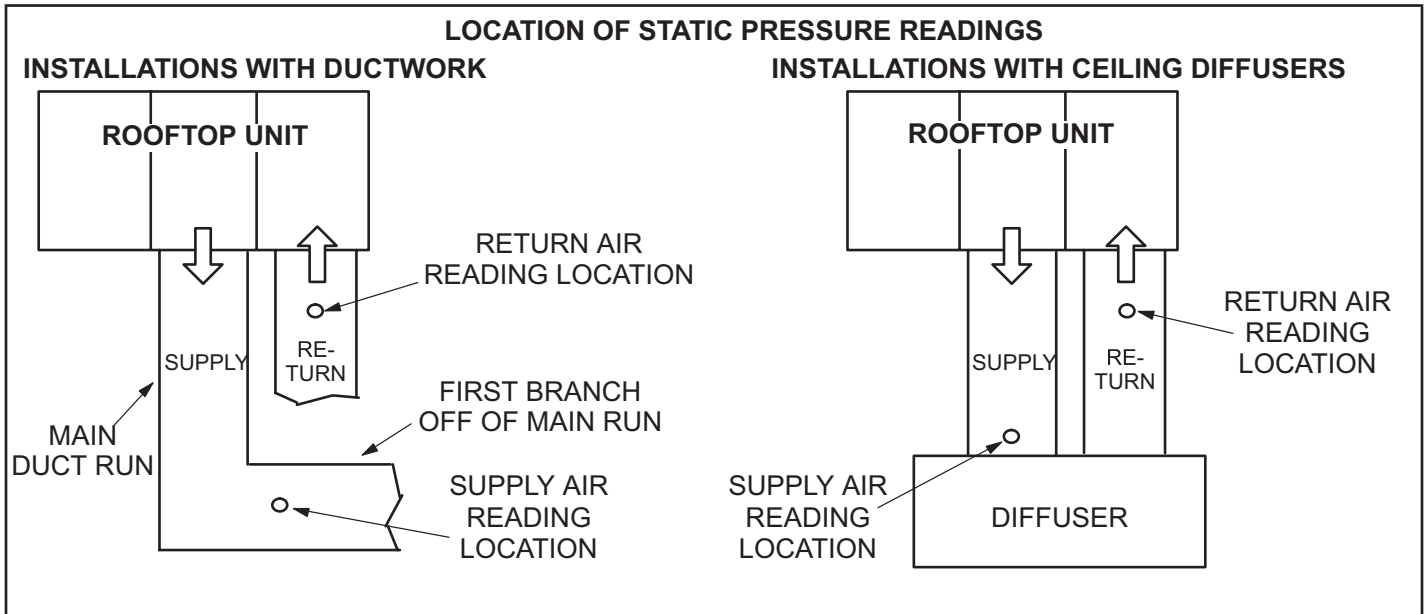 LOCATION OF STATIC PRESSURE READINGS
INSTALLATIONS WITH DUCTWORK
ROOFTOP UNIT
RETURN AIR
READING LOCATION
SUPPLY
RE-
TURN
FIRST BRANCH
OFF OF MAIN RUN
MAIN
DUCT RUN
SUPPLY AIR
READING
LOCATION
INSTALLATIONS WITH CEILING DIFFUSERS
ROOFTOP UNIT
RETURN AIR
READING
LOCATION
SUPPLY
RE-
TURN
SUPPLY AIR
READING
LOCATION
DIFFUSER